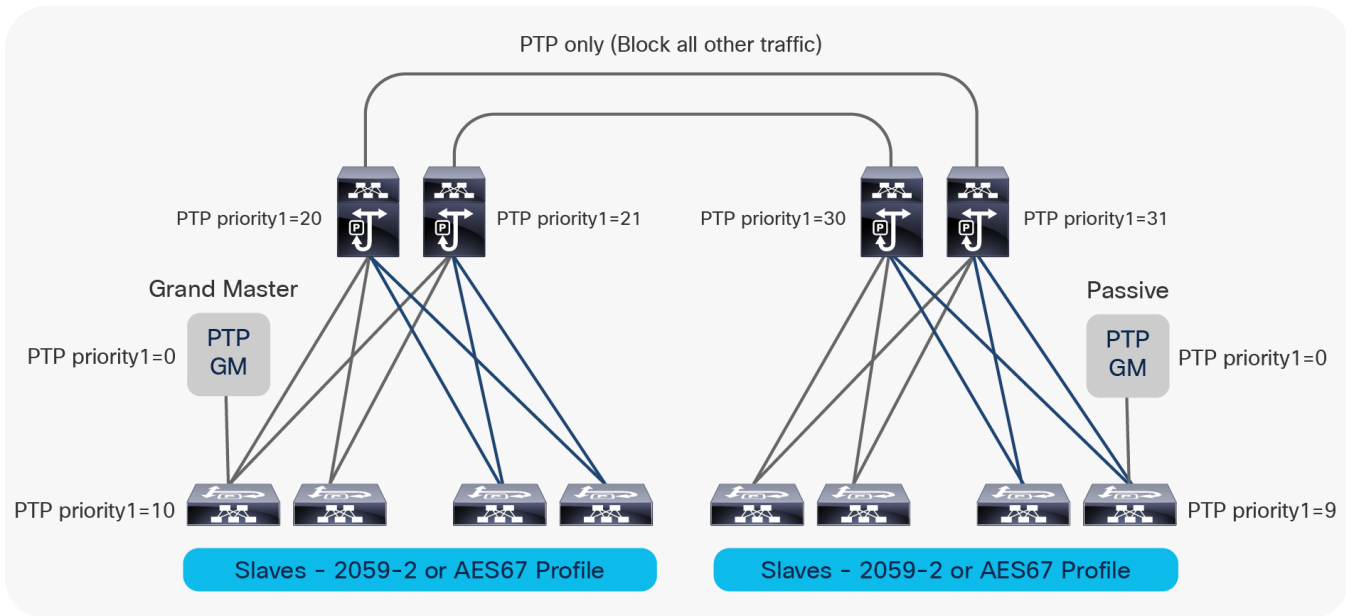 PTP only (Block all other traffic)
PTP priority1=20
PTP priority1=21
PTP priority1=30
PTP priority1=31
P
P
P
P
Grand Master
Passive
PTP priority1=0
PTP
GM
PTP
GM
PTP priority1=0
PTP priority1=10
PTP priority1=9
Slaves - 2059-2 or AES67 Profile
Slaves - 2059-2 or AES67 Profile